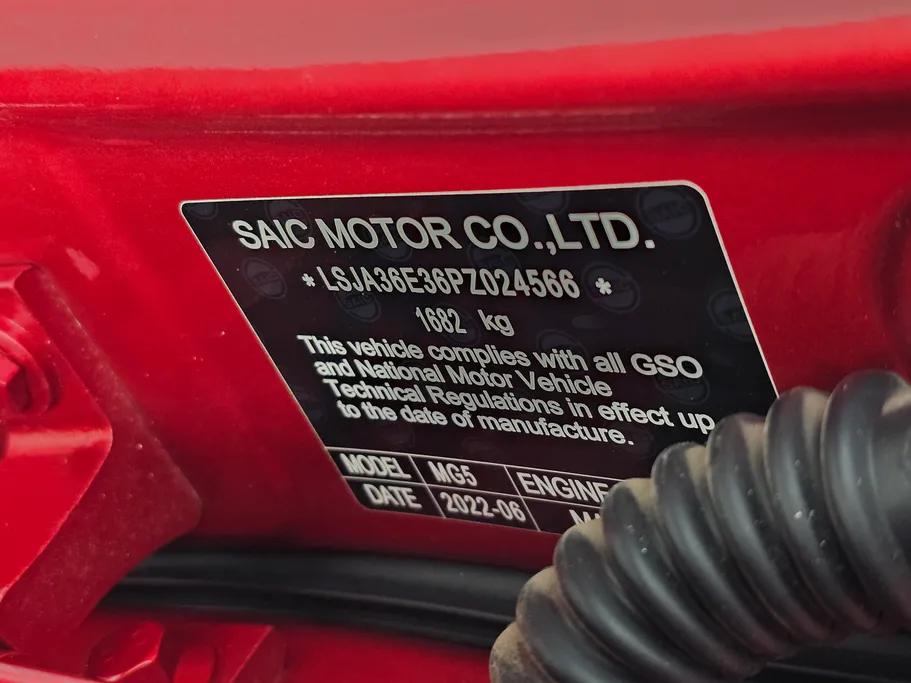 SAIC MOTOR CO.,LTD.
* LSJA36E36PZ024566 *
1682 kg
This vehicle complies with all GSO
and National Motor Vehicle
Technical Regulations in effect up
to the date of manufacture.
MODEL MG5 ENGINE
DATE 2022-06